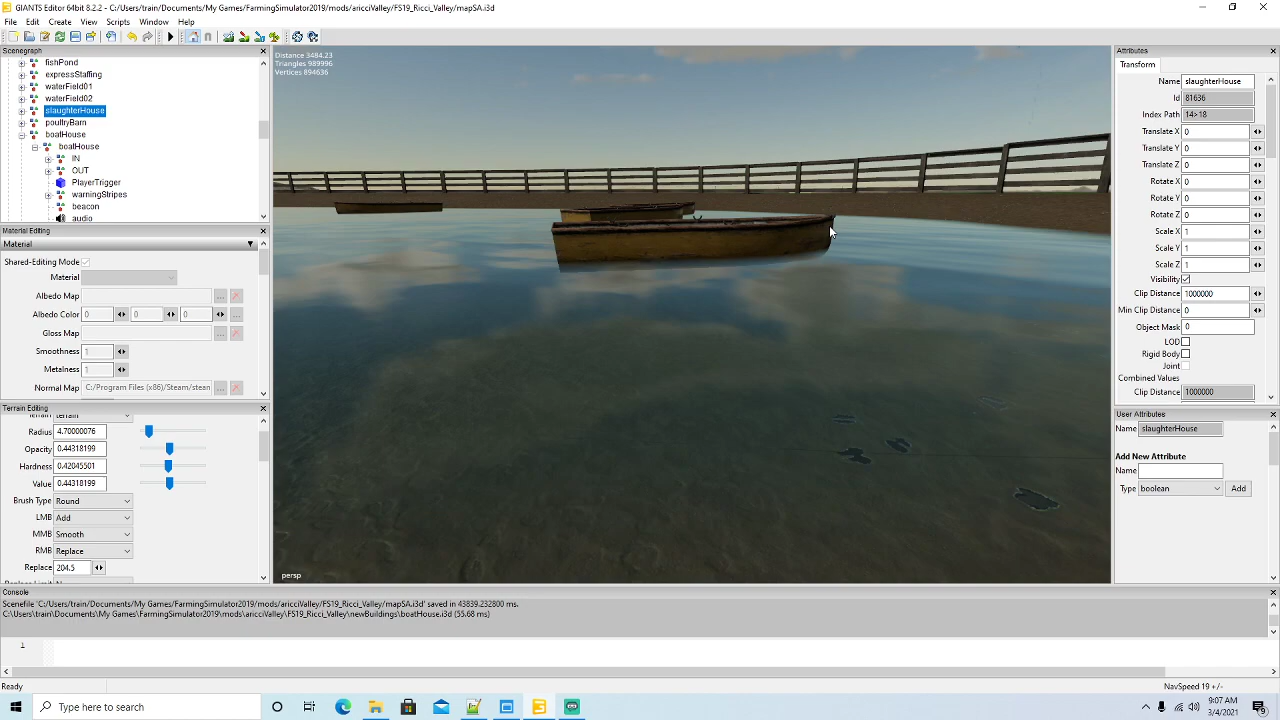 GIANTS Editor 64bit 8.2.2 - C:/Users/train/Documents/My Games/FarmingSimulator2019/mods/aricciValley/FS19_Ricci_Valley/mapSA.i3d
File Edit View Create Scripts Window Help
Scenegraph
fishPond
expressStaffing
waterField01
waterField02
slaughterHouse
poultryBarn
boatHouse
boatHouse
IN
OUT
PlayerTrigger
warningStripes
beacon
audio
Material Editing
Material
Shared-Editing Mode
Material
Albedo Map ...
Albedo Color 0 0 0 ...
Gloss Map ...
Smoothness 1
Metalness 1
Normal Map C:/Program Files (x86)/Steam/stean ...
Terrain Editing
Radius 4.70000076
Opacity 0.44318199
Hardness 0.42045501
Value 0.44318199
Brush Type Round
LMB Add
MMB Smooth
RMB Replace
Replace 204.5
Distance 3484.23
Triangles 989996
Vertices 894636
persp
Attributes
Transform
Name slaughterHouse
Id 81636
Index Path 14>18
Translate X 0
Translate Y 0
Translate Z 0
Rotate X 0
Rotate Y 0
Rotate Z 0
Scale X 1
Scale Y 1
Scale Z 1
Visibility
Clip Distance 1000000
Min Clip Distance 0
Object Mask 0
LOD
Rigid Body
Joint
Combined Values
Clip Distance 1000000
User Attributes
Name slaughterHouse
Add New Attribute
Name
Type boolean Add
Console
Scenefile 'C:/Users/train/Documents/My Games/FarmingSimulator2019/mods/aricciValley/FS19_Ricci_Valley/mapSA.i3d' saved in 43839.232800 ms.
C:\Users\train\Documents\My Games\FarmingSimulator2019\mods\aricciValley\FS19_Ricci_Valley\newBuildings\boatHouse.i3d (55.68 ms)
1
Ready
NavSpeed 19 +/-
Type here to search
9:07 AM
3/4/2021